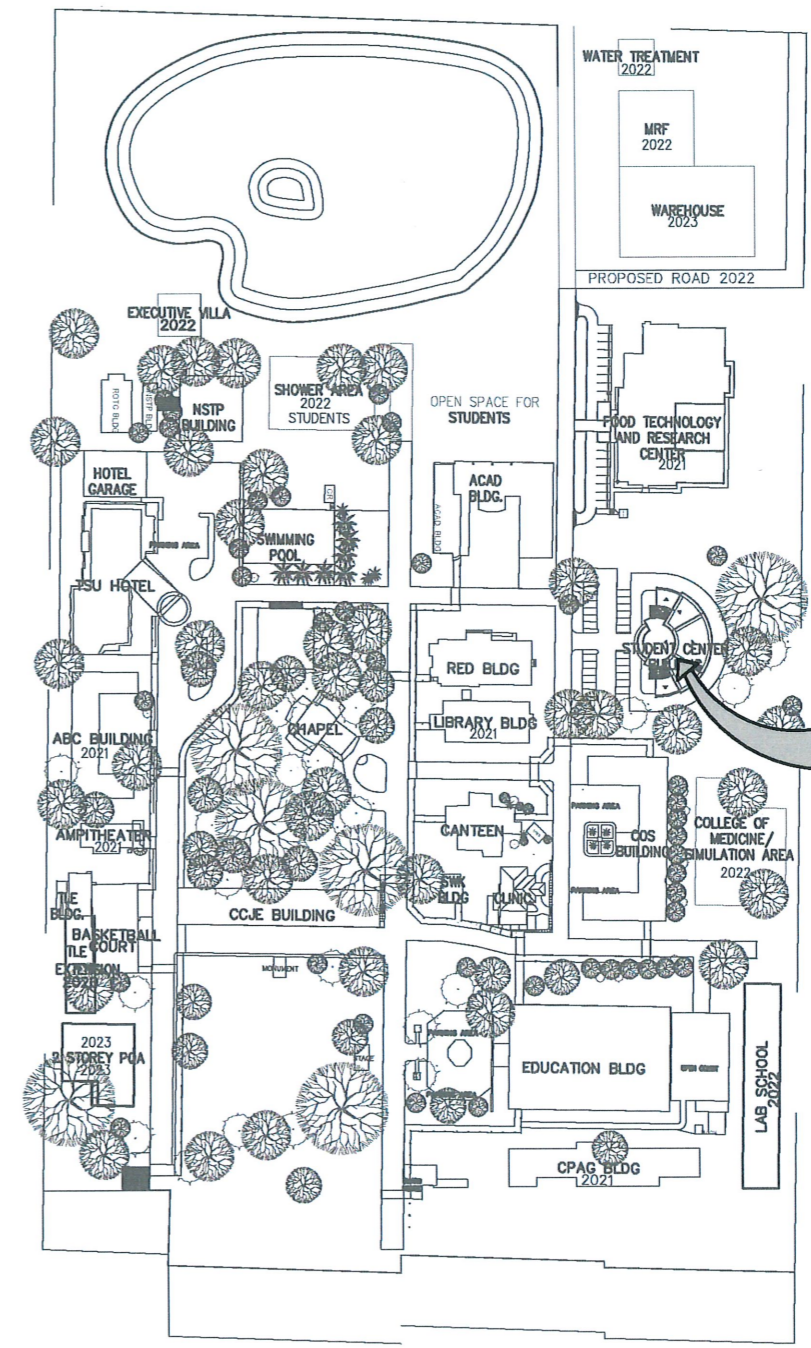 WATER TREATMENT
2022
MRF
2022
WAREHOUSE
2023
PROPOSED ROAD 2022
EXECUTIVE VILLA
2022
ROTC BLDG
NSTP
BUILDING
SHOWER AREA
2022
STUDENTS
OPEN SPACE FOR
STUDENTS
FOOD TECHNOLOGY
AND RESEARCH
CENTER
2021
HOTEL
GARAGE
ACAD
BLDG.
ACAD BLDG
PARKING AREA
SWIMMING
POOL
TSU HOTEL
STUDENT CENTER
RED BLDG
LIBRARY BLDG
2021
CHAPEL
ABC BUILDING
2021
AMPITHEATER
2021
CANTEEN
PARKING AREA
COS
BUILDING
PARKING AREA
COLLEGE OF
MEDICINE/
SIMULATION AREA
2022
SWK
BLDG
CLINIC
TLE
BLDG.
CCJE BUILDING
BASKETBALL
COURT
TLE
EXTENSION
2020
MONUMENT
2023
2 STOREY PCA
2023
STAGE
PARKING AREA
PARKING AREA
EDUCATION BLDG
OPEN COURT
LAB SCHOOL
2022
CPAG BLDG
2021